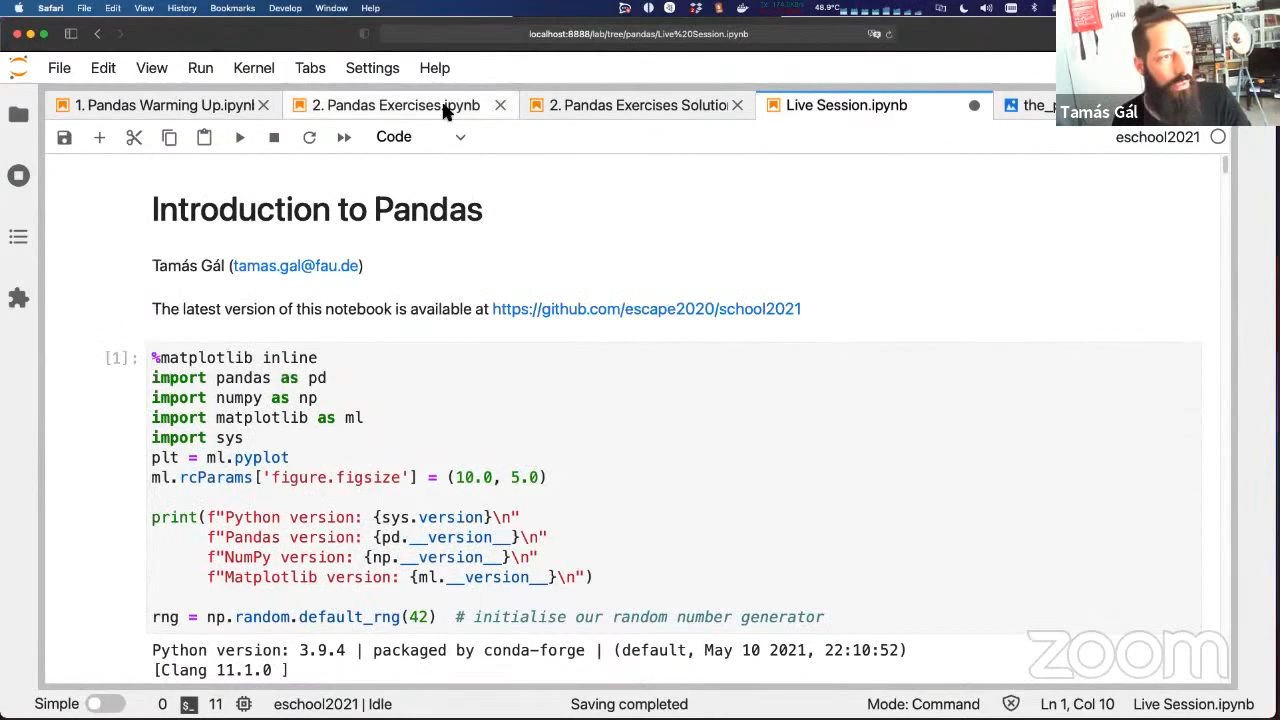 Safari File Edit View History Bookmarks Develop Window Help
46.9°C
localhost:8888/lab/tree/pandas/Live%20Session.ipynb
File Edit View Run Kernel Tabs Settings Help
Tamás Gál
1. Pandas Warming Up.ipynl
2. Pandas Exercises.ipynb
2. Pandas Exercises Solution
Live Session.ipynb
the_p
Code
eschool2021
Introduction to Pandas
Tamás Gál (tamas.gal@fau.de)
The latest version of this notebook is available at https://github.com/escape2020/school2021
[1]:
%matplotlib inline
import pandas as pd
import numpy as np
import matplotlib as ml
import sys
plt = ml.pyplot
ml.rcParams['figure.figsize'] = (10.0, 5.0)
print(f"Python version: {sys.version}\n"
f"Pandas version: {pd.__version__}\n"
f"NumPy version: {np.__version__}\n"
f"Matplotlib version: {ml.__version__}\n")
rng = np.random.default_rng(42)  # initialise our random number generator
Python version: 3.9.4 | packaged by conda-forge | (default, May 10 2021, 22:10:52)
[Clang 11.1.0 ]
zoom
Simple 0 $_ 11 eschool2021 | Idle Saving completed Mode: Command Ln 1, Col 10 Live Session.ipynb